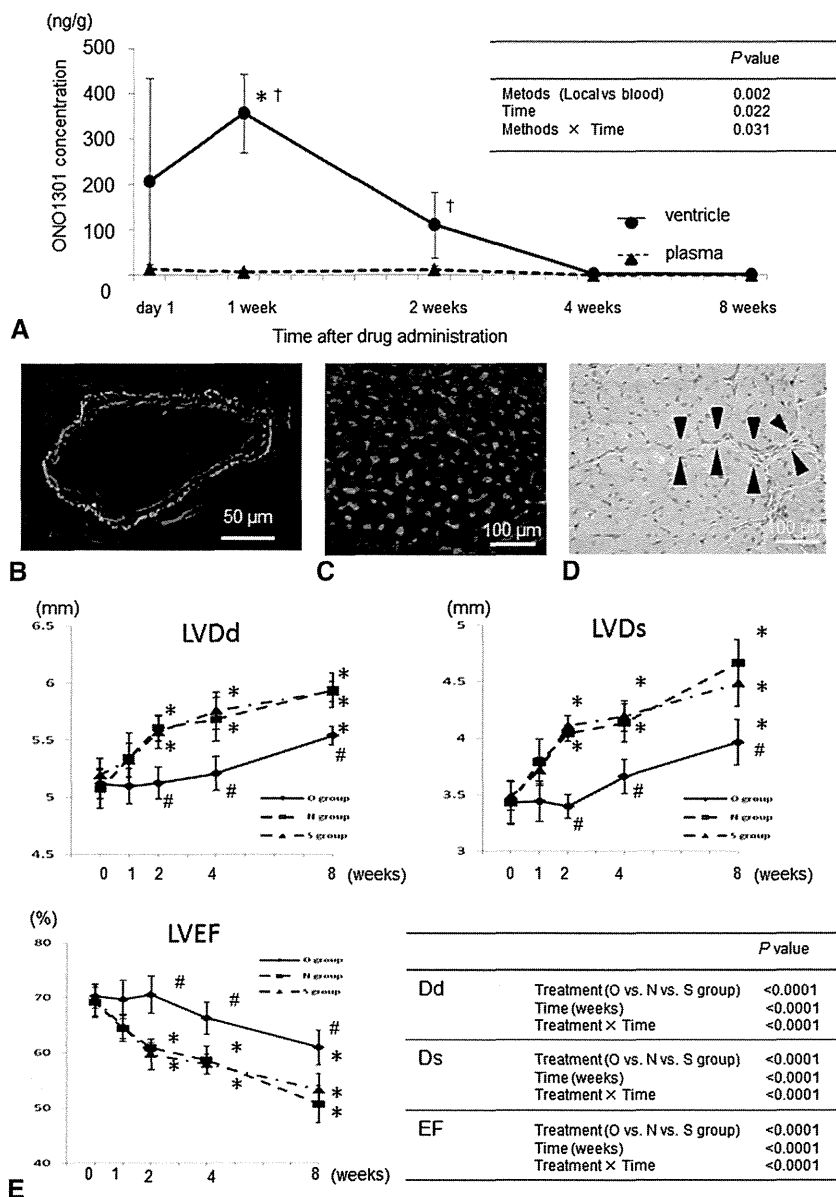 (ng/g)
500
400
300
200
100
0
ONO1301 concentration
* †
†
P value
Metods (Local vs blood) 0.002
Time 0.022
Methods × Time 0.031
ventricle
plasma
day 1 1 week 2 weeks 4 weeks 8 weeks
Time after drug administration
A
50 µm
100 µm
B C D
(mm)
LVDd
6.5
6
5.5
5
4.5
* * * * * *
*
# # #
O group
N group
S group
0 1 2 4 8 (weeks)
(mm)
LVDs
5
4.5
4
3.5
3
* * * * * *
*
# # #
O group
N group
S group
0 1 2 4 8 (weeks)
(%)
LVEF
80
70
60
50
40
O group
N group
S group
# # #
* * * * * * *
0 1 2 4 8 (weeks)
E
P value
Dd Treatment (O vs. N vs. S group) <0.0001
Time (weeks) <0.0001
Treatment × Time <0.0001
Ds Treatment (O vs. N vs. S group) <0.0001
Time (weeks) <0.0001
Treatment × Time <0.0001
EF Treatment (O vs. N vs. S group) <0.0001
Time (weeks) <0.0001
Treatment × Time <0.0001